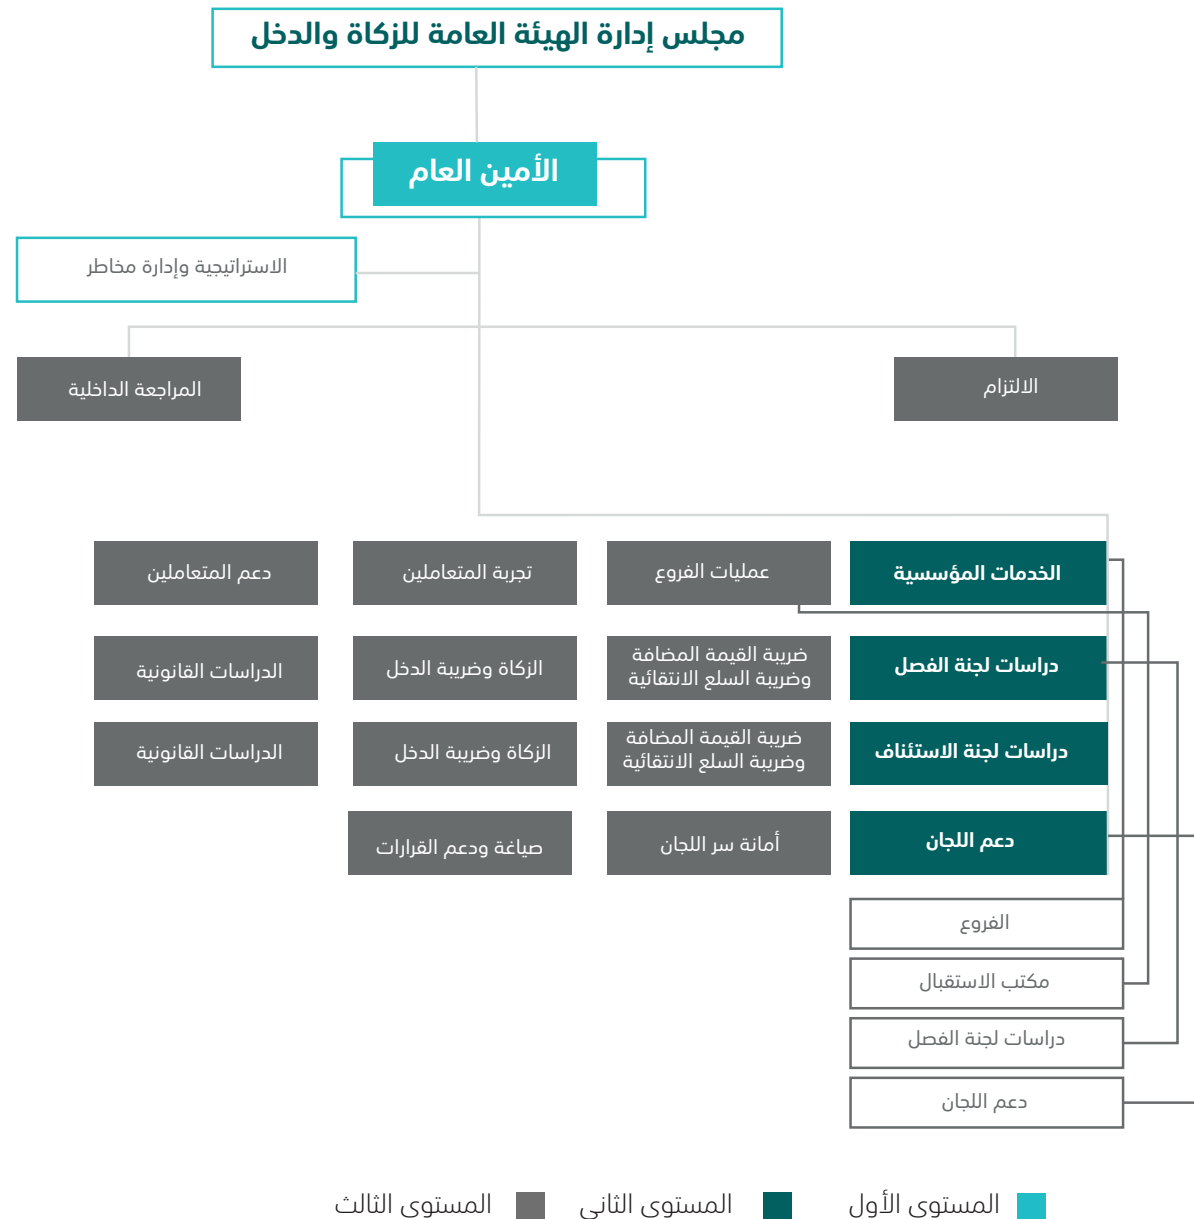 مجلس إدارة الهيئة العامة للزكاة والدخل
الأمين العام
الاستراتيجية وإدارة مخاطر
الالتزام
المراجعة الداخلية
الخدمات المؤسسية
عمليات الفروع
تجربة المتعاملين
دعم المتعاملين
دراسات لجنة الفصل
ضريبة القيمة المضافة
وضريبة السلع الانتقائية
الزكاة وضريبة الدخل
الدراسات القانونية
دراسات لجنة الاستئناف
ضريبة القيمة المضافة
وضريبة السلع الانتقائية
الزكاة وضريبة الدخل
الدراسات القانونية
دعم اللجان
أمانة سر اللجان
صياغة ودعم القرارات
الفروع
مكتب الاستقبال
دراسات لجنة الفصل
دعم اللجان
المستوى الأول
المستوى الثاني
المستوى الثالث